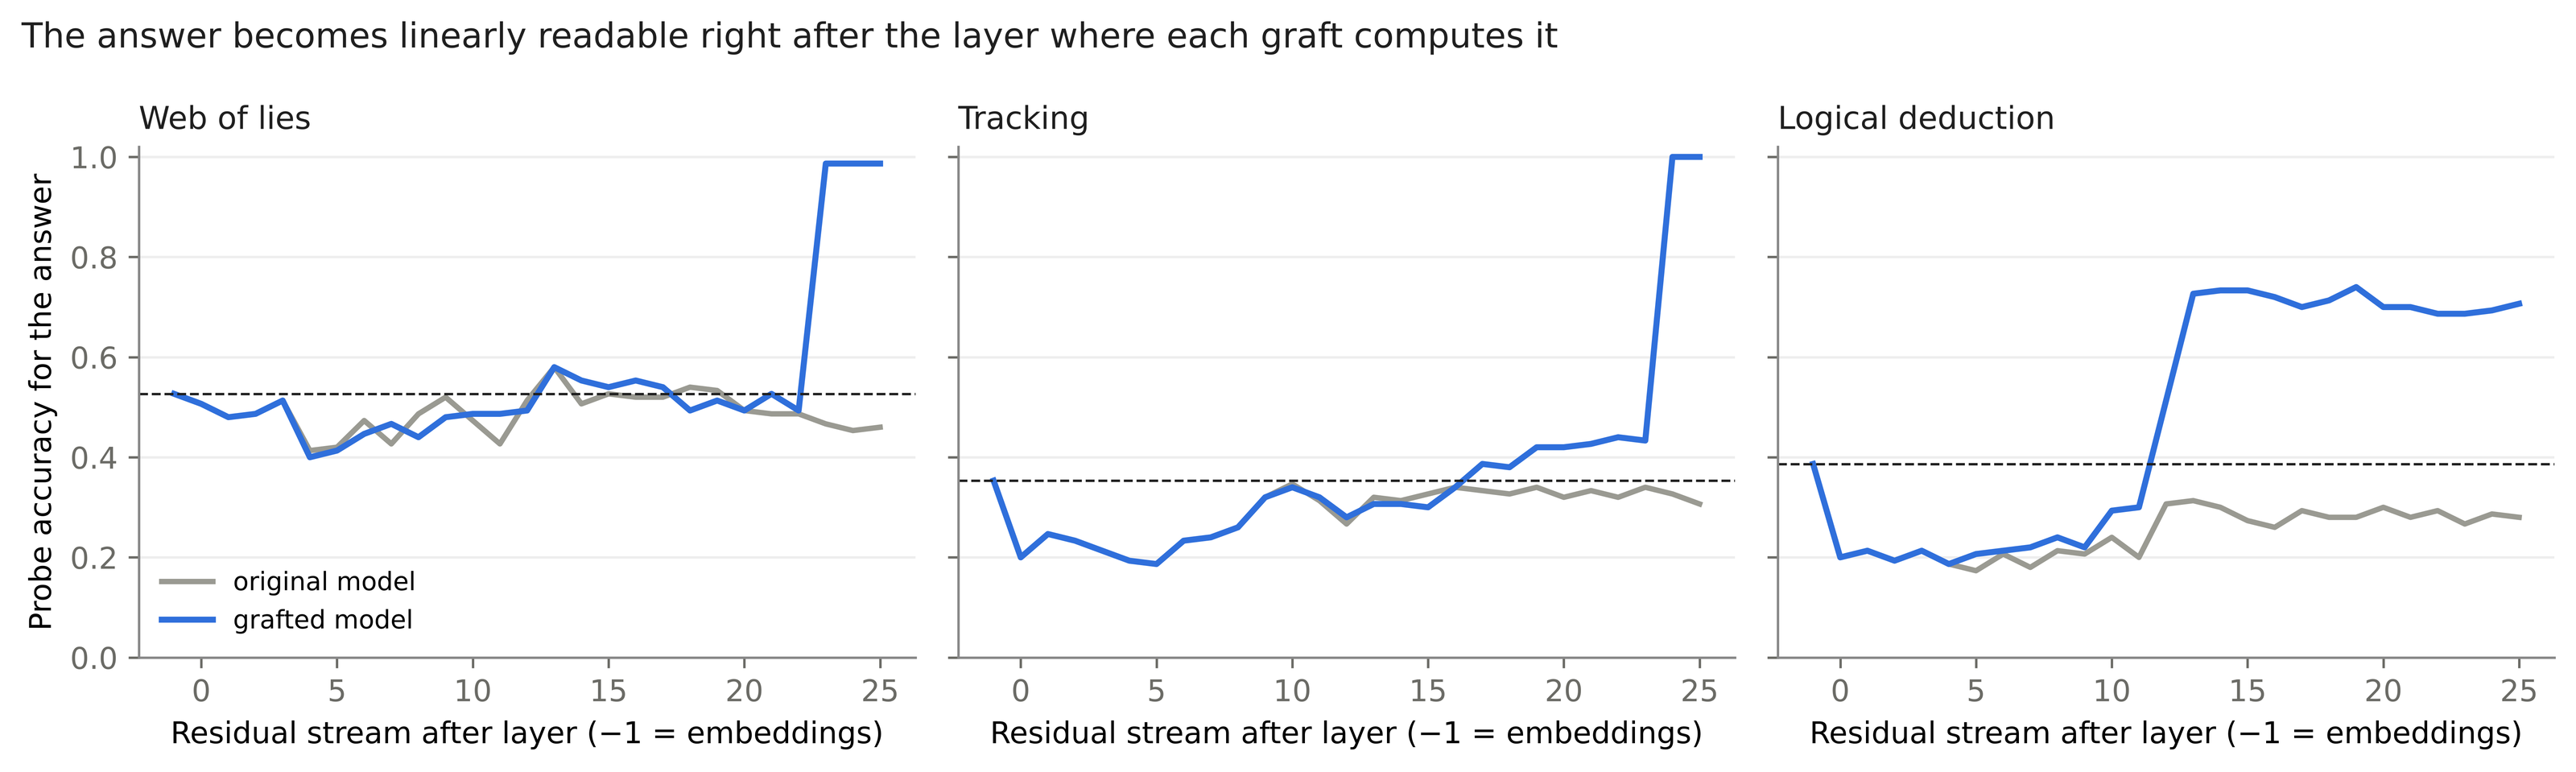 The answer becomes linearly readable right after the layer where each graft computes it
Web of lies
Tracking
Logical deduction
Probe accuracy for the answer
1.0
0.8
0.6
0.4
0.2
0.0
original model
grafted model
0 5 10 15 20 25
0 5 10 15 20 25
0 5 10 15 20 25
Residual stream after layer (−1 = embeddings)
Residual stream after layer (−1 = embeddings)
Residual stream after layer (−1 = embeddings)